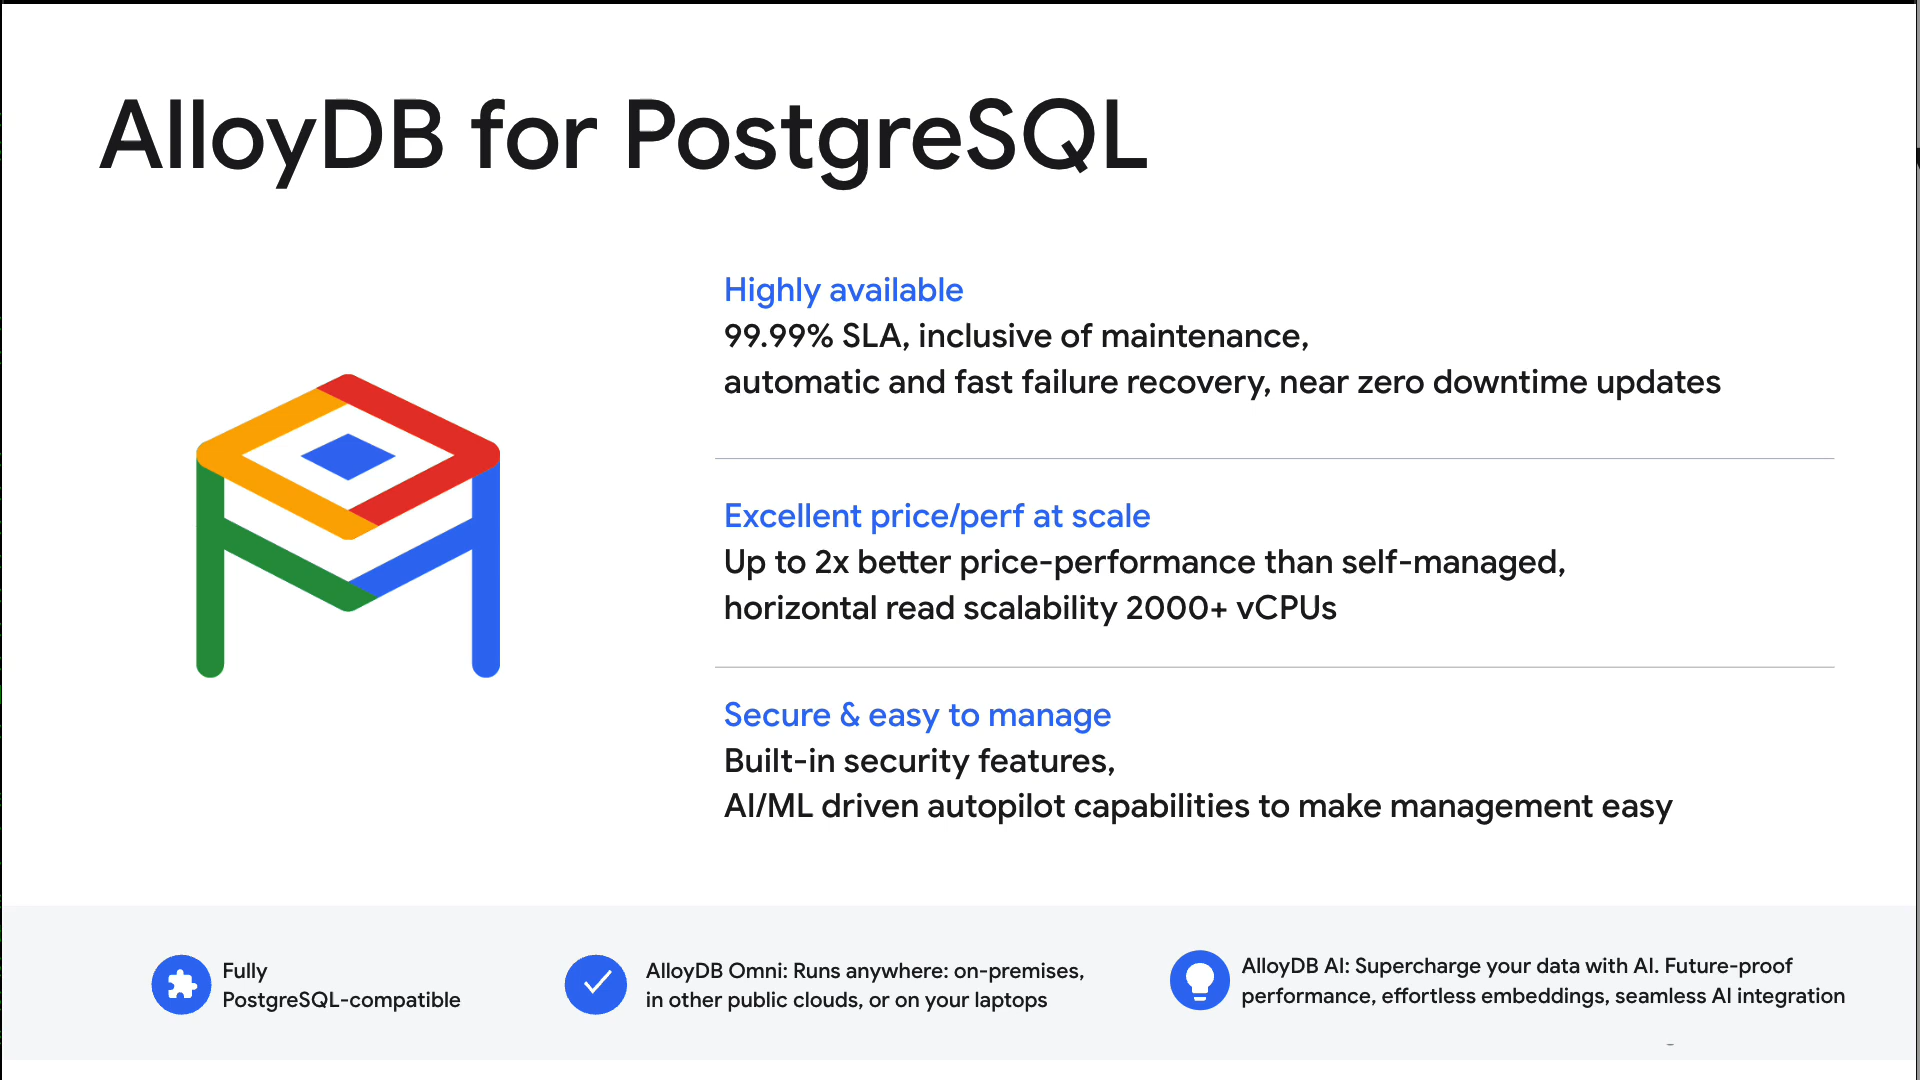 AlloyDB for PostgreSQL
Highly available
99.99% SLA, inclusive of maintenance,
automatic and fast failure recovery, near zero downtime updates
Excellent price/perf at scale
Up to 2x better price-performance than self-managed,
horizontal read scalability 2000+ vCPUs
Secure & easy to manage
Built-in security features,
AI/ML driven autopilot capabilities to make management easy
Fully
PostgreSQL-compatible
AlloyDB Omni: Runs anywhere: on-premises,
in other public clouds, or on your laptops
AlloyDB AI: Supercharge your data with AI. Future-proof
performance, effortless embeddings, seamless AI integration